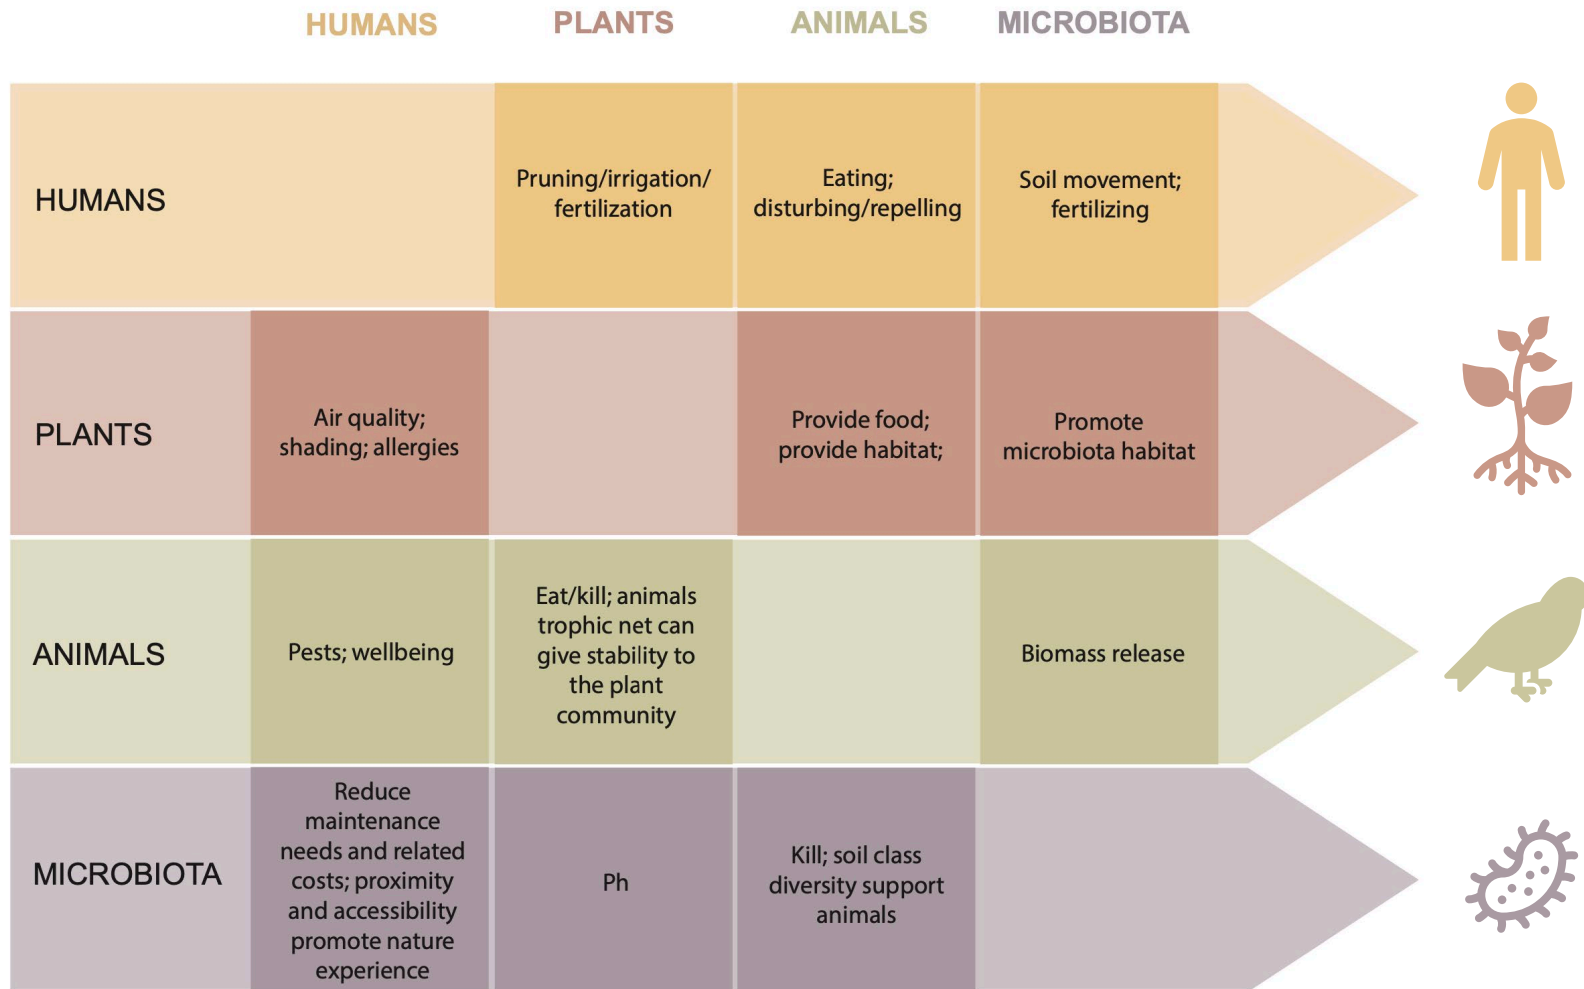 HUMANS
PLANTS
ANIMALS
MICROBIOTA
HUMANS
Pruning/irrigation/
fertilization
Eating;
disturbing/repelling
Soil movement;
fertilizing
PLANTS
Air quality;
shading; allergies
Provide food;
provide habitat;
Promote
microbiota habitat
ANIMALS
Pests; wellbeing
Eat/kill; animals
trophic net can
give stability to
the plant
community
Biomass release
MICROBIOTA
Reduce
maintenance
needs and related
costs; proximity
and accessibility
promote nature
experience
Ph
Kill; soil class
diversity support
animals